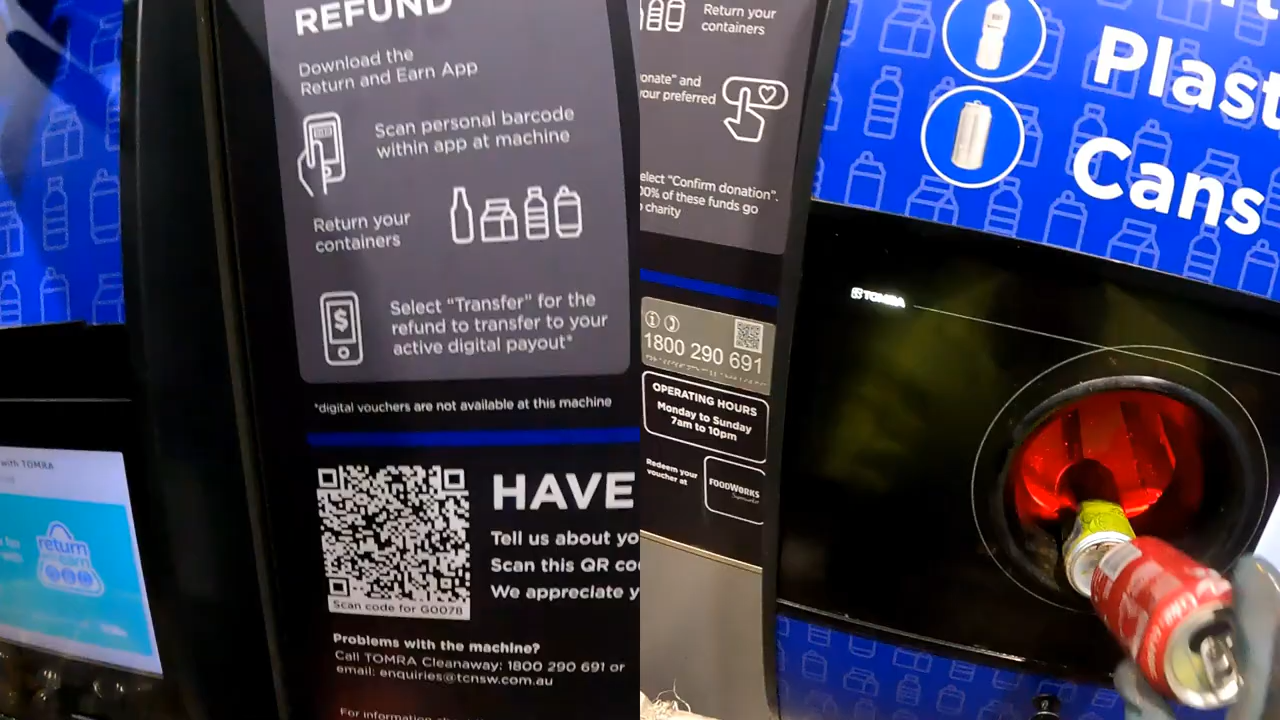 REFUND
Download the
Return and Earn App
Scan personal barcode
within app at machine
Return your
containers
Select "Transfer" for the
refund to transfer to your
active digital payout*
*digital vouchers are not available at this machine
with TOMRA
return
HAVE
Tell us about yo
Scan this QR co
We appreciate y
Scan code for G0078
Problems with the machine?
Call TOMRA Cleanaway: 1800 290 691 or
email: enquiries@tcnsw.com.au
For information
Return your
containers
onate" and
your preferred
elect "Confirm donation".
00% of these funds go
charity
1800 290 691
OPERATING HOURS
Monday to Sunday
7am to 10pm
Redeem your
voucher at
FOODWORKS
Supermarket
Plast
Cans
TOMRA